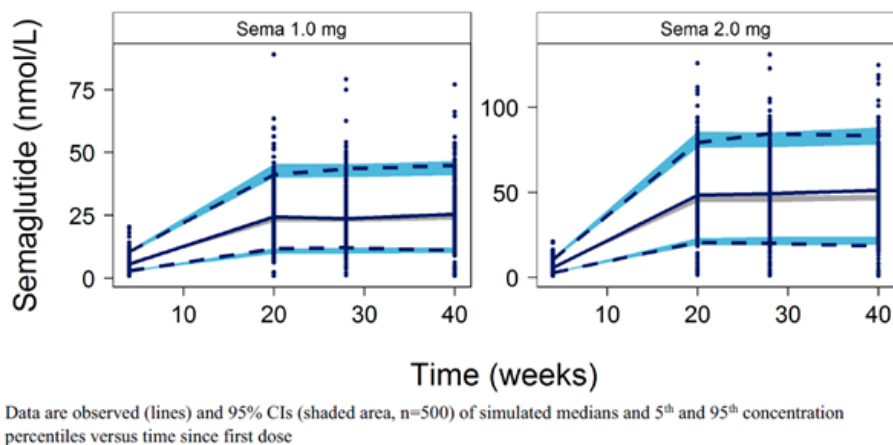 Sema 1.0 mg
Sema 2.0 mg
Semaglutide (nmol/L)
75
50
25
0
100
50
0
10 20 30 40
10 20 30 40
Time (weeks)
Data are observed (lines) and 95% CIs (shaded area, n=500) of simulated medians and 5th and 95th concentration
percentiles versus time since first dose